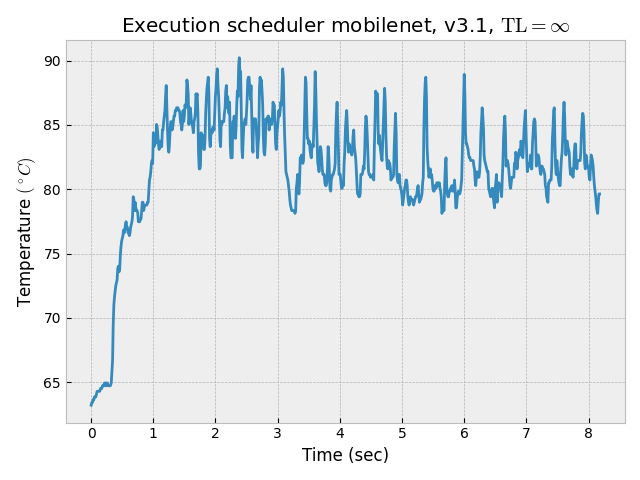 Execution scheduler mobilenet, v3.1, TL = ∞
90
85
80
75
70
65
Temperature (°C)
0 1 2 3 4 5 6 7 8
Time (sec)